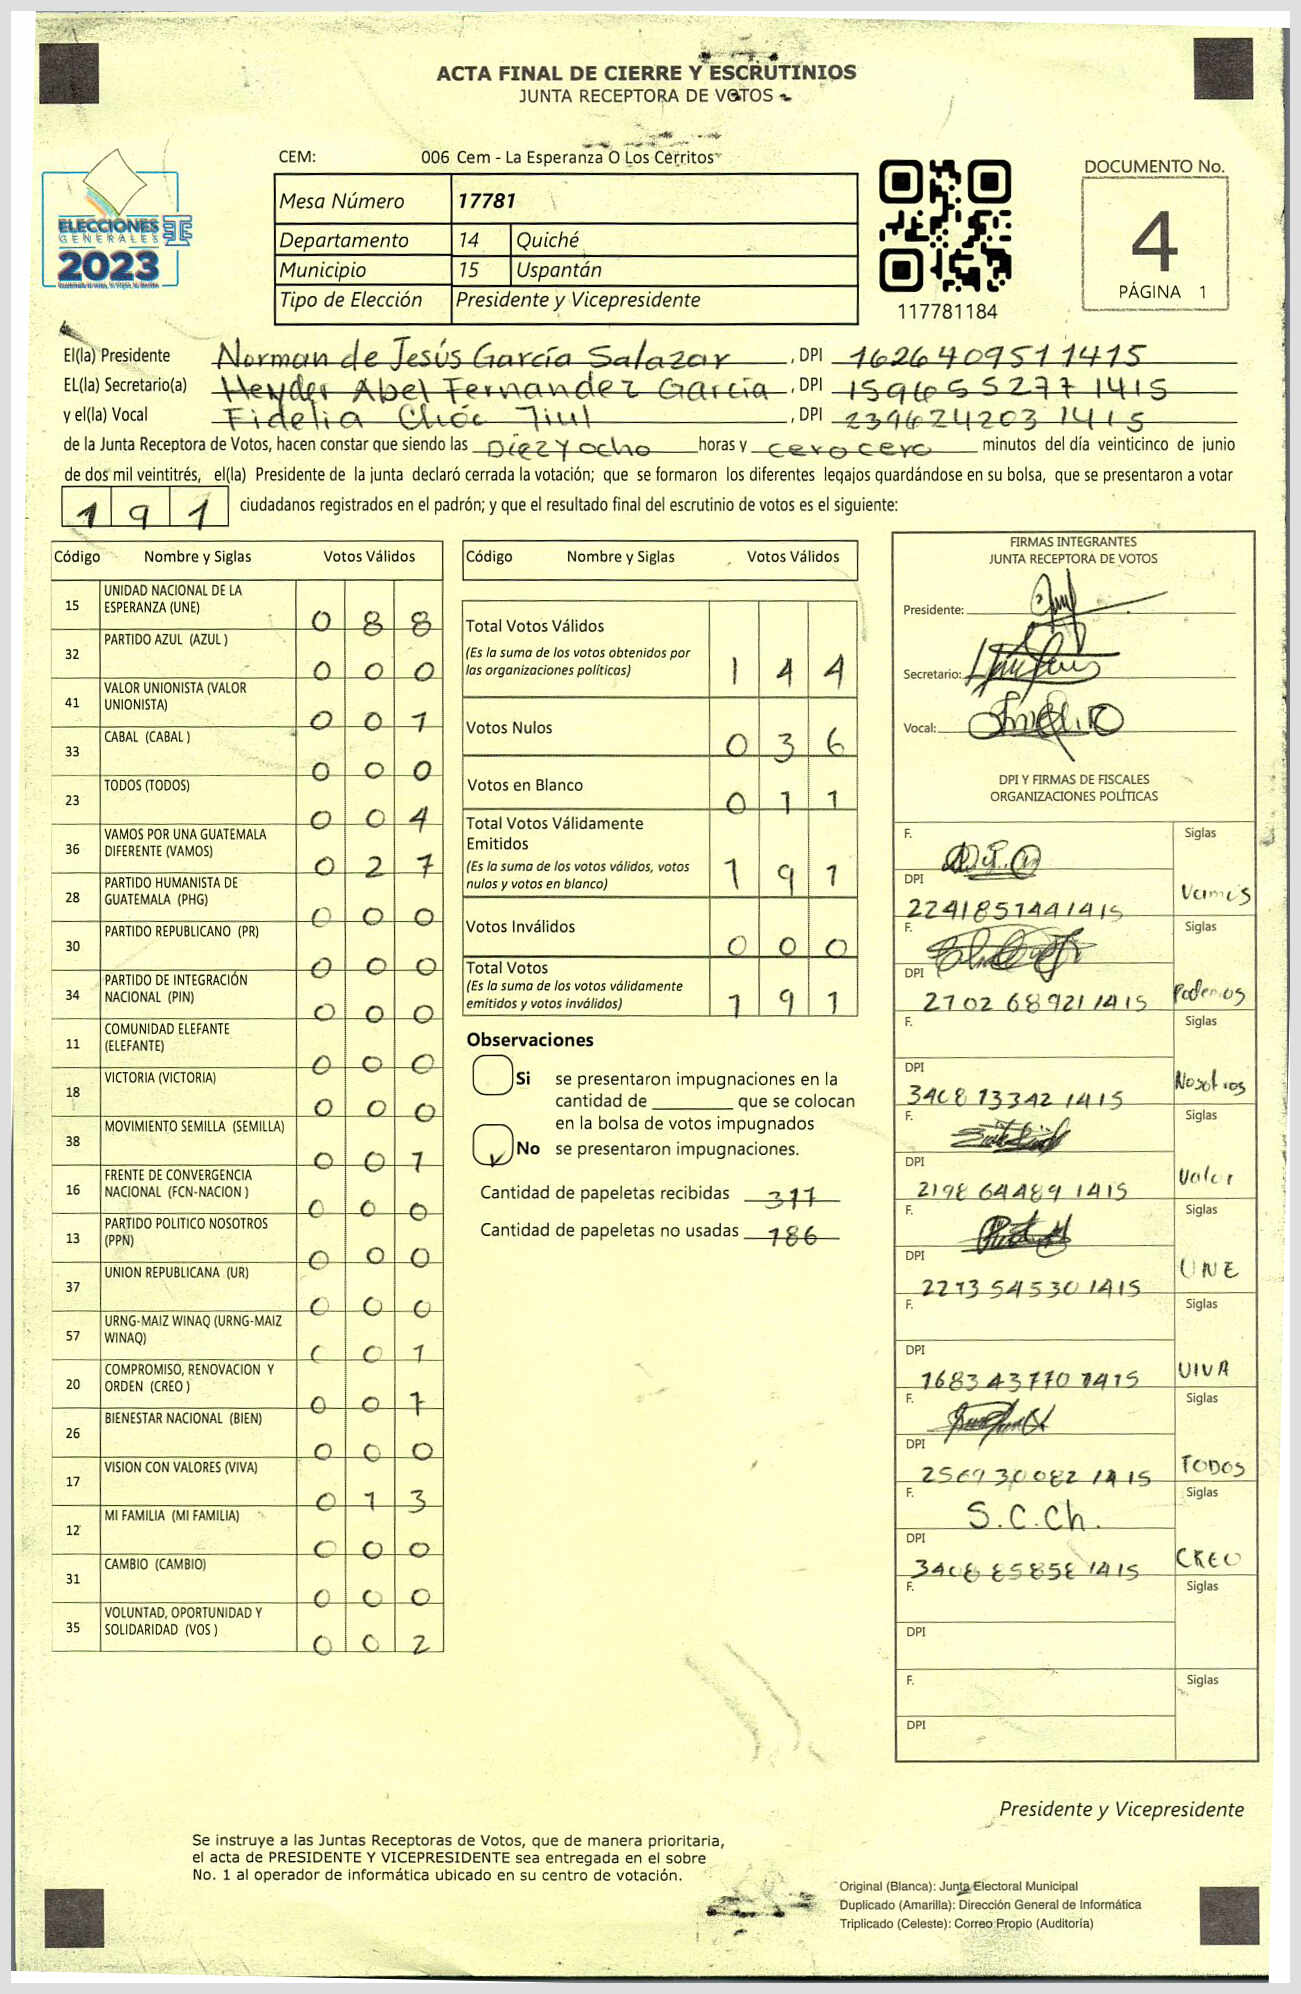 ACTA FINAL DE CIERRE Y ESCRUTINIOS
JUNTA RECEPTORA DE VOTOS
CEM: 006 Cem - La Esperanza O Los Cerritos
ELECCIONES
GENERALES
2023
Mesa Número 17781
Departamento 14 Quiché
Municipio 15 Uspantán
Tipo de Elección Presidente y Vicepresidente
117781184
DOCUMENTO No.
4
PÁGINA 1
El(la) Presidente Norman de Jesús García Salazar, DPI 1626409511415
EL(la) Secretario(a) Heyder Abel Fernandez García, DPI 1596552771415
y el(la) Vocal Fidelia Chóc, DPI 2396242031415
de la Junta Receptora de Votos, hacen constar que siendo las Diez y ocho horas y cero cero minutos del día veinticinco de junio
de dos mil veintitrés, el(la) Presidente de la junta declaró cerrada la votación; que se formaron los diferentes legajos guardándose en su bolsa, que se presentaron a votar
191 ciudadanos registrados en el padrón; y que el resultado final del escrutinio de votos es el siguiente:
Código Nombre y Siglas Votos Válidos
15 UNIDAD NACIONAL DE LA
ESPERANZA (UNE) 0 8 8
32 PARTIDO AZUL (AZUL ) 0 0 0
41 VALOR UNIONISTA (VALOR
UNIONISTA) 0 0 1
33 CABAL (CABAL ) 0 0 0
23 TODOS (TODOS) 0 0 4
36 VAMOS POR UNA GUATEMALA
DIFERENTE (VAMOS) 0 2 7
28 PARTIDO HUMANISTA DE
GUATEMALA (PHG) 0 0 0
30 PARTIDO REPUBLICANO (PR) 0 0 0
34 PARTIDO DE INTEGRACIÓN
NACIONAL (PIN) 0 0 0
11 COMUNIDAD ELEFANTE
(ELEFANTE) 0 0 0
18 VICTORIA (VICTORIA) 0 0 0
38 MOVIMIENTO SEMILLA (SEMILLA) 0 0 1
16 FRENTE DE CONVERGENCIA
NACIONAL (FCN-NACION ) 0 0 0
13 PARTIDO POLITICO NOSOTROS
(PPN) 0 0 0
37 UNION REPUBLICANA (UR) 0 0 0
57 URNG-MAIZ WINAQ (URNG-MAIZ
WINAQ) 0 0 1
20 COMPROMISO, RENOVACION Y
ORDEN (CREO ) 0 0 7
26 BIENESTAR NACIONAL (BIEN) 0 0 0
17 VISION CON VALORES (VIVA) 0 1 3
12 MI FAMILIA (MI FAMILIA) 0 0 0
31 CAMBIO (CAMBIO) 0 0 0
35 VOLUNTAD, OPORTUNIDAD Y
SOLIDARIDAD (VOS ) 0 0 2
Código Nombre y Siglas Votos Válidos
Total Votos Válidos
(Es la suma de los votos obtenidos por
las organizaciones políticas) 1 4 4
Votos Nulos 0 3 6
Votos en Blanco 0 1 1
Total Votos Válidamente
Emitidos
(Es la suma de los votos válidos, votos
nulos y votos en blanco) 1 9 1
Votos Inválidos 0 0 0
Total Votos
(Es la suma de los votos válidamente
emitidos y votos inválidos) 1 9 1
Observaciones
Si se presentaron impugnaciones en la
cantidad de ________ que se colocan
en la bolsa de votos impugnados
No se presentaron impugnaciones.
Cantidad de papeletas recibidas 377
Cantidad de papeletas no usadas 186
FIRMAS INTEGRANTES
JUNTA RECEPTORA DE VOTOS
Presidente:
Secretario:
Vocal:
DPI Y FIRMAS DE FISCALES
ORGANIZACIONES POLÍTICAS
F. Siglas
DPI 2241851441415 Vamos
F. Siglas
DPI 2702689211415 Podemos
F. Siglas
DPI 3408133421415 Nosotros
F. Siglas
DPI 2198644891415 Valor
F. Siglas
DPI 2213545301415 UNE
F. Siglas
DPI 1683437701415 VIVA
F. Siglas
DPI 2569300821415 TODOS
F. S.C.Ch. Siglas
DPI 3408858581415 CREO
F. Siglas
DPI
F. Siglas
DPI
Presidente y Vicepresidente
Se instruye a las Juntas Receptoras de Votos, que de manera prioritaria,
el acta de PRESIDENTE Y VICEPRESIDENTE sea entregada en el sobre
No. 1 al operador de informática ubicado en su centro de votación.
Original (Blanca): Junta Electoral Municipal
Duplicado (Amarilla): Dirección General de Informática
Triplicado (Celeste): Correo Propio (Auditoría)